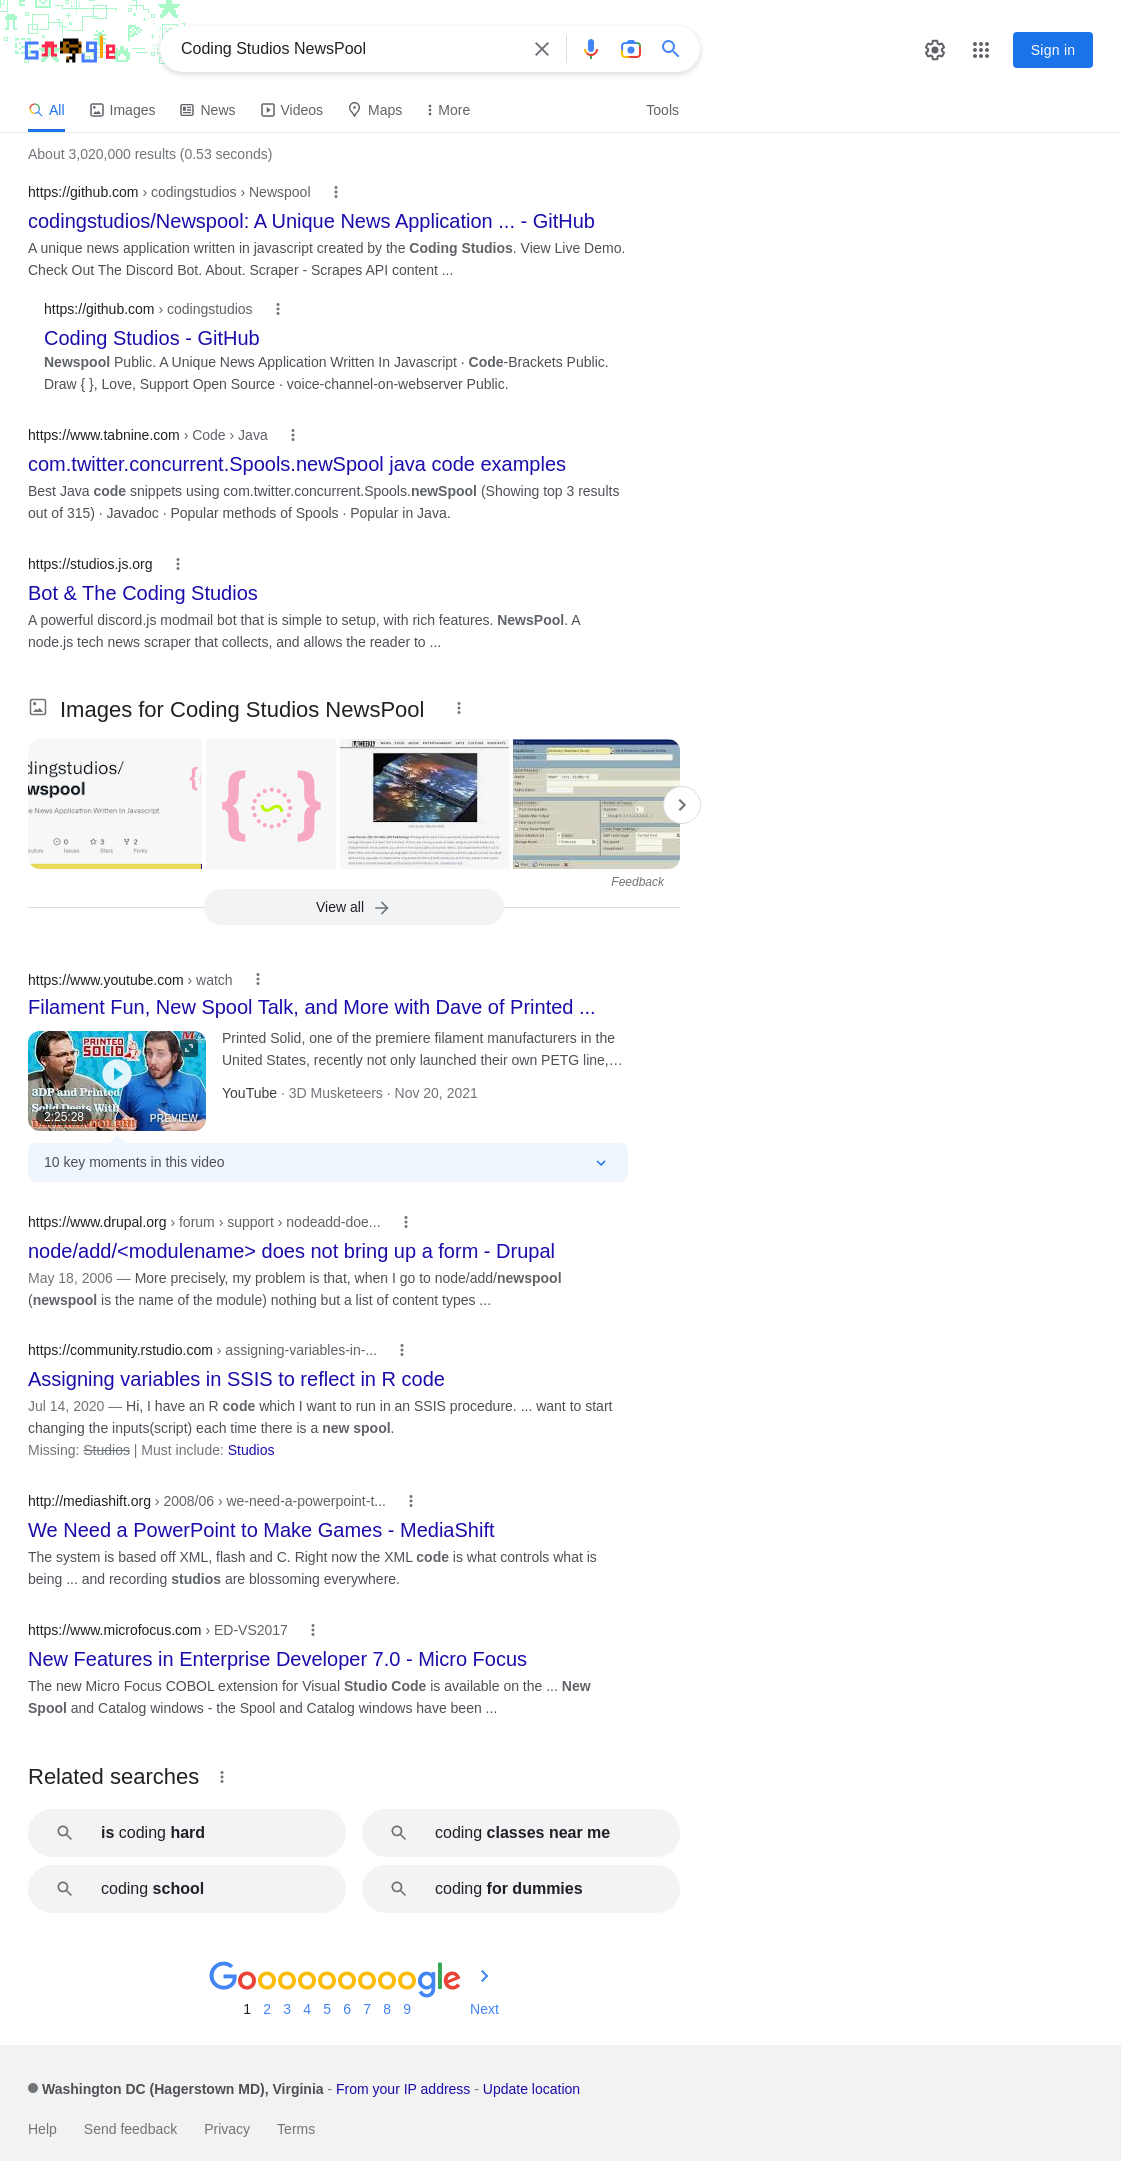 Coding Studios NewsPool
Sign in
All
Images
News
Videos
Maps
More
Tools
About 3,020,000 results (0.53 seconds)
https://github.com › codingstudios › Newspool
codingstudios/Newspool: A Unique News Application ... - GitHub
A unique news application written in javascript created by the Coding Studios. View Live Demo.
Check Out The Discord Bot. About. Scraper - Scrapes API content ...
https://github.com › codingstudios
Coding Studios - GitHub
Newspool Public. A Unique News Application Written In Javascript · Code-Brackets Public.
Draw { }, Love, Support Open Source · voice-channel-on-webserver Public.
https://www.tabnine.com › Code › Java
com.twitter.concurrent.Spools.newSpool java code examples
Best Java code snippets using com.twitter.concurrent.Spools.newSpool (Showing top 3 results
out of 315) · Javadoc · Popular methods of Spools · Popular in Java.
https://studios.js.org
Bot & The Coding Studios
A powerful discord.js modmail bot that is simple to setup, with rich features. NewsPool. A
node.js tech news scraper that collects, and allows the reader to ...
Images for Coding Studios NewsPool
dingstudios/
wspool
e News Application Written In Javascript
0
3
2
Issues
Stars
Forks
Feedback
View all
https://www.youtube.com › watch
Filament Fun, New Spool Talk, and More with Dave of Printed ...
PRINTED
SOLID
3DP and Printed
Solid Deets With
2:25:28
PREVIEW
Printed Solid, one of the premiere filament manufacturers in the
United States, recently not only launched their own PETG line,…
YouTube · 3D Musketeers · Nov 20, 2021
10 key moments in this video
https://www.drupal.org › forum › support › nodeadd-doe...
node/add/<modulename> does not bring up a form - Drupal
May 18, 2006 — More precisely, my problem is that, when I go to node/add/newspool
(newspool is the name of the module) nothing but a list of content types ...
https://community.rstudio.com › assigning-variables-in-...
Assigning variables in SSIS to reflect in R code
Jul 14, 2020 — Hi, I have an R code which I want to run in an SSIS procedure. ... want to start
changing the inputs(script) each time there is a new spool.
Missing: Studios | Must include: Studios
http://mediashift.org › 2008/06 › we-need-a-powerpoint-t...
We Need a PowerPoint to Make Games - MediaShift
The system is based off XML, flash and C. Right now the XML code is what controls what is
being ... and recording studios are blossoming everywhere.
https://www.microfocus.com › ED-VS2017
New Features in Enterprise Developer 7.0 - Micro Focus
The new Micro Focus COBOL extension for Visual Studio Code is available on the ... New
Spool and Catalog windows - the Spool and Catalog windows have been ...
Related searches
is coding hard
coding classes near me
coding school
coding for dummies
Goooooooooogle
1 2 3 4 5 6 7 8 9 Next
Washington DC (Hagerstown MD), Virginia - From your IP address - Update location
Help Send feedback Privacy Terms